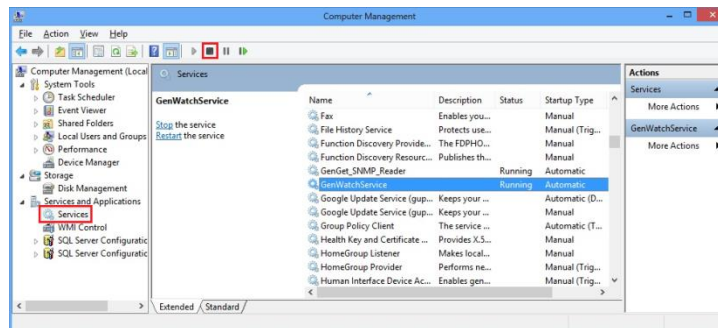 Computer Management
File Action View Help
Computer Management (Local
System Tools
Task Scheduler
Event Viewer
Shared Folders
Local Users and Groups
Performance
Device Manager
Storage
Disk Management
Services and Applications
Services
WMI Control
SQL Server Configuratic
SQL Server Configuratic
Services
GenWatchService
Stop the service
Restart the service
Name Description Status Startup Type
Fax Enables you... Manual
File History Service Protects use... Manual (Trig...
Function Discovery Provide... The FDPHO... Manual
Function Discovery Resourc... Publishes th... Manual
GenGet_SNMP_Reader Running Automatic
GenWatchService Running Automatic
Google Update Service (gup... Keeps your ... Automatic (D...
Google Update Service (gup... Keeps your ... Manual
Group Policy Client The service ... Automatic (T...
Health Key and Certificate ... Provides X.5... Manual
HomeGroup Listener Makes local... Manual
HomeGroup Provider Performs ne... Manual (Trig...
Human Interface Device Ac... Enables gen... Manual (Trig...
Extended Standard
Actions
Services
More Actions
GenWatchService
More Actions